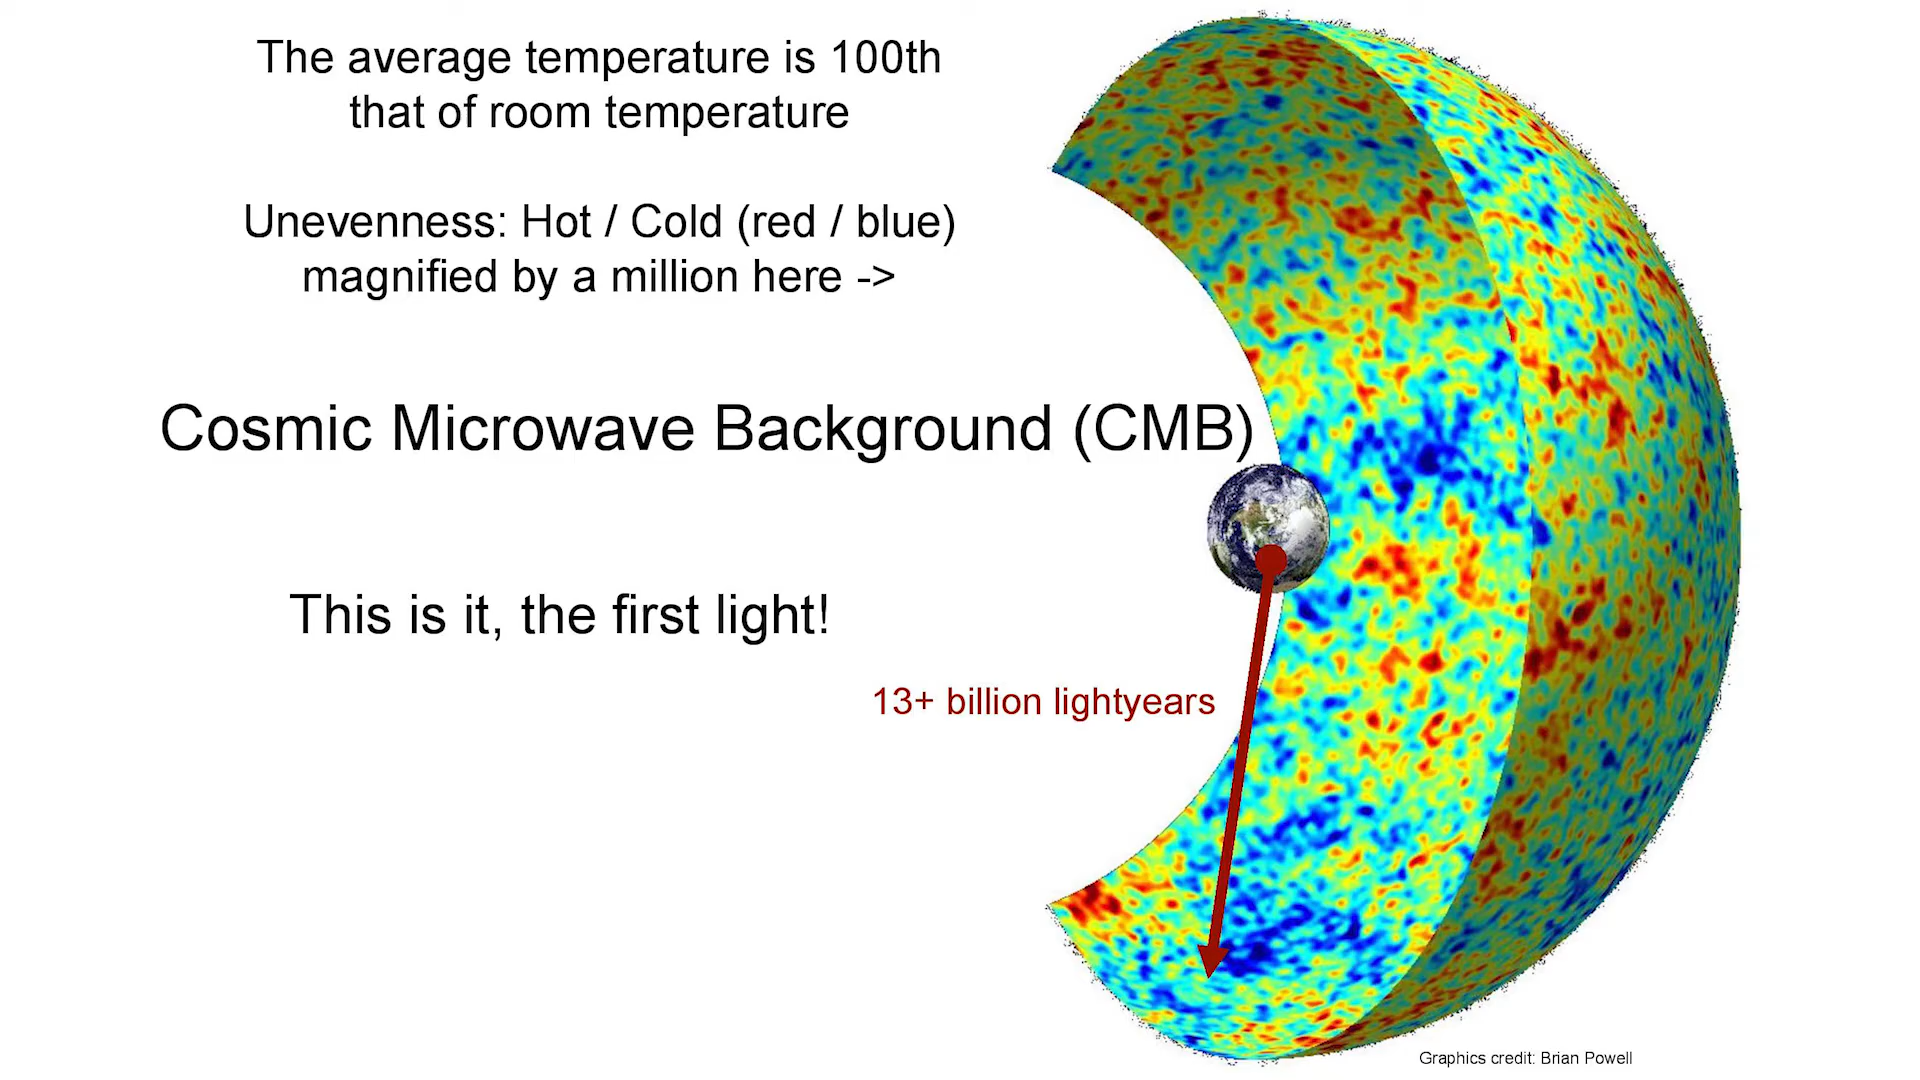 The average temperature is 100th
that of room temperature
Unevenness: Hot / Cold (red / blue)
magnified by a million here ->
Cosmic Microwave Background (CMB)
This is it, the first light!
13+ billion lightyears
Graphics credit: Brian Powell